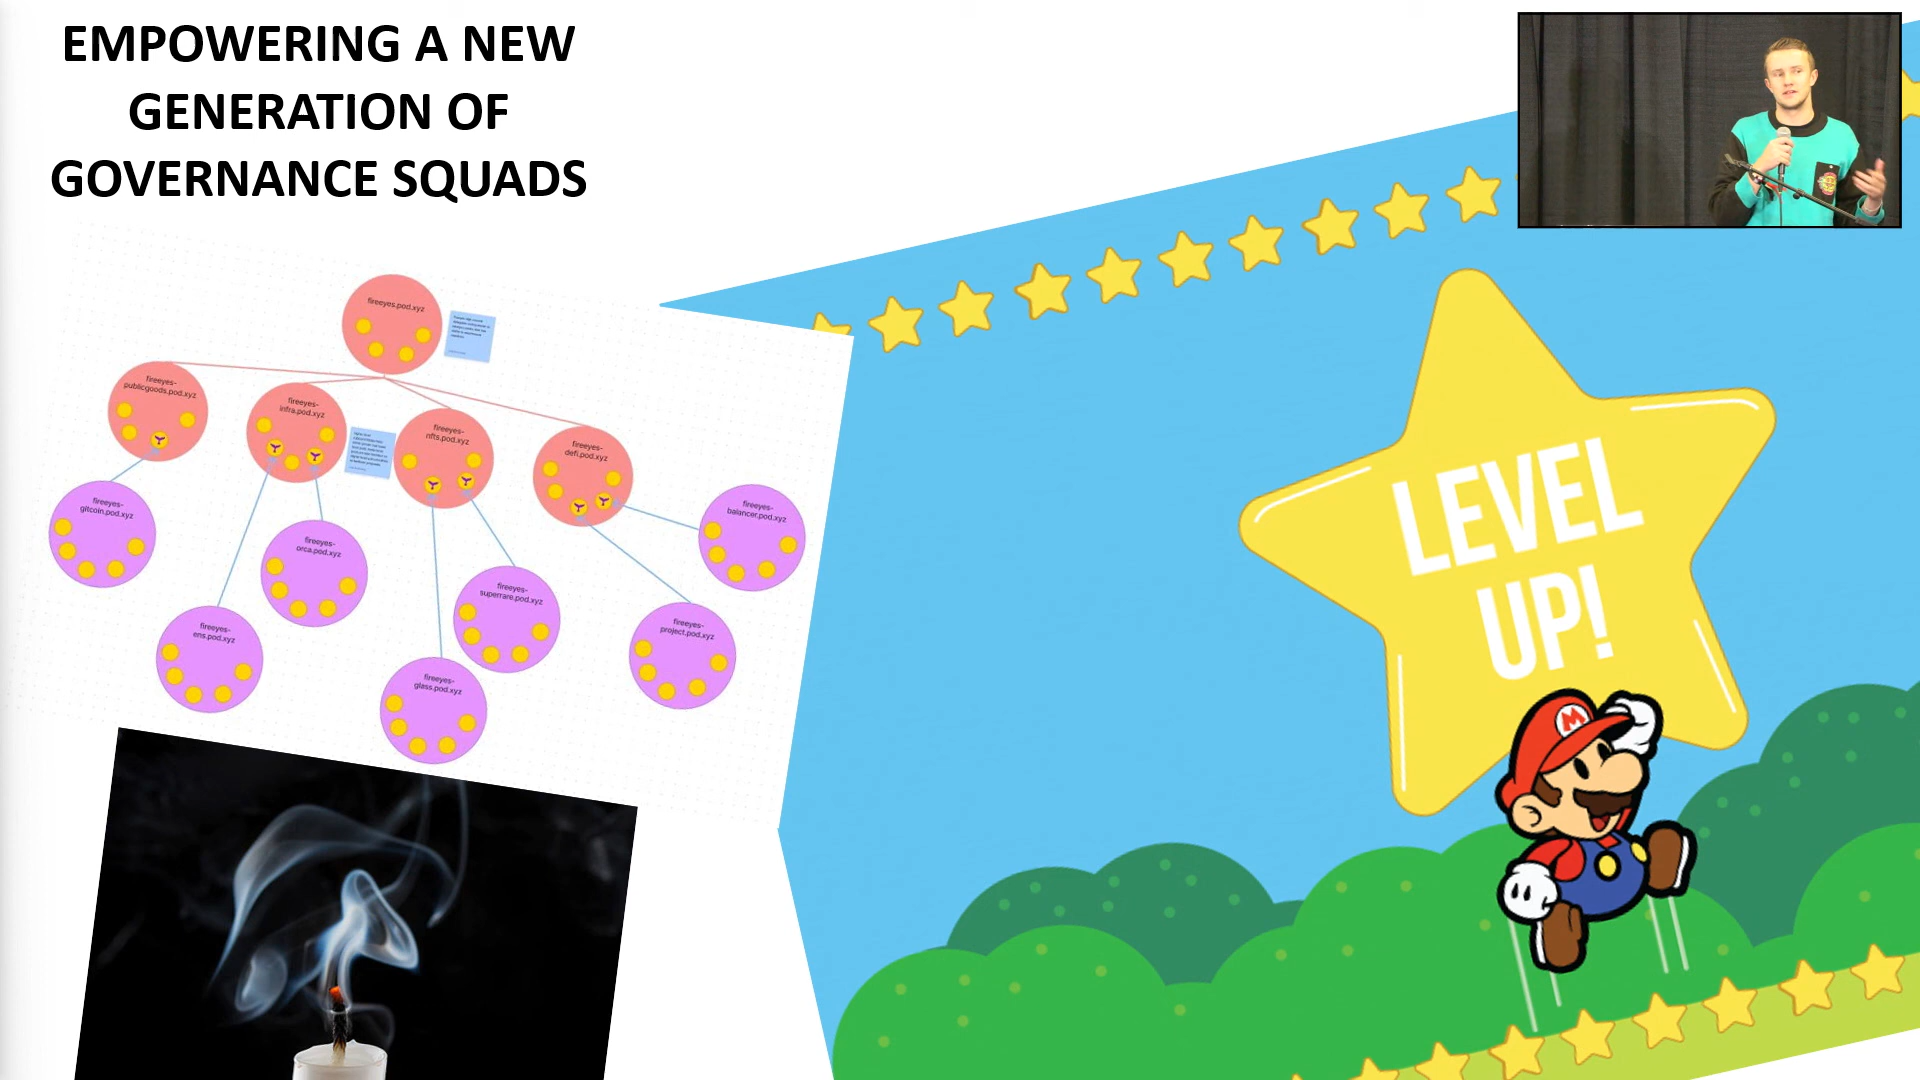 EMPOWERING A NEW
GENERATION OF
GOVERNANCE SQUADS
fireeyes.pod.xyz
fireeyes-
publicgoods.pod.xyz
fireeyes-
infra.pod.xyz
fireeyes-
nfts.pod.xyz
fireeyes-
defi.pod.xyz
fireeyes-
gitcoin.pod.xyz
fireeyes-
orca.pod.xyz
fireeyes-
balancer.pod.xyz
fireeyes-
superrare.pod.xyz
fireeyes-
ens.pod.xyz
fireeyes-
project.pod.xyz
fireeyes-
glass.pod.xyz
LEVEL
UP!
M